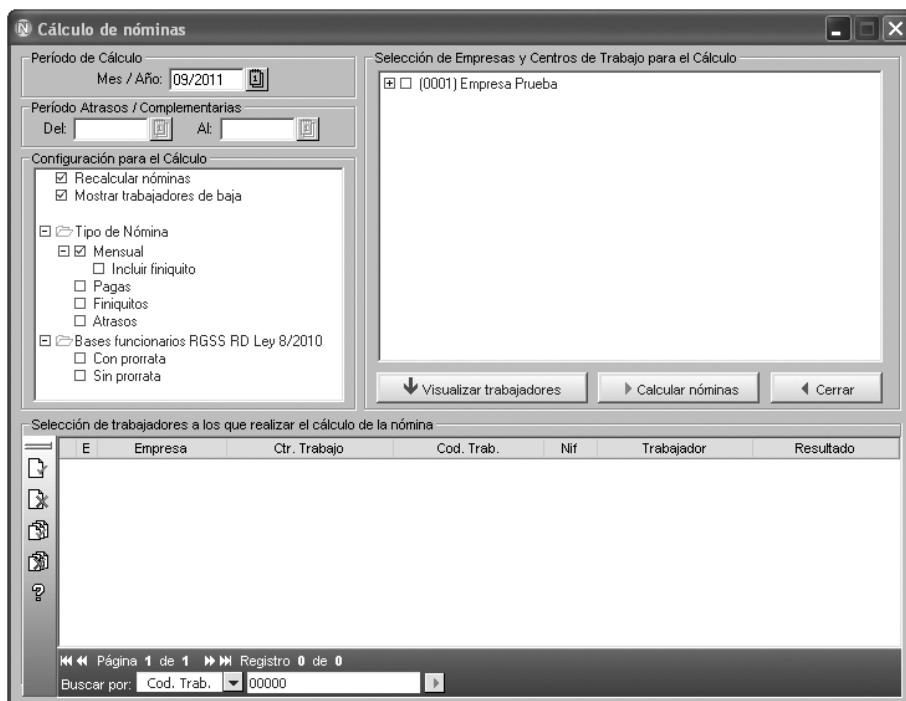 Cálculo de nóminas
Período de Cálculo
Mes / Año: 09/2011
Período Atrasos / Complementarias
Del: Al:
Configuración para el Cálculo
Recalcular nóminas
Mostrar trabajadores de baja
Tipo de Nómina
Mensual
Incluir finiquito
Pagas
Finiquitos
Atrasos
Bases funcionarios RGSS RD Ley 8/2010
Con prorrata
Sin prorrata
Selección de Empresas y Centros de Trabajo para el Cálculo
(0001) Empresa Prueba
Visualizar trabajadores Calcular nóminas Cerrar
Selección de trabajadores a los que realizar el cálculo de la nómina
E Empresa Ctr. Trabajo Cod. Trab. Nif Trabajador Resultado
Página 1 de 1 Registro 0 de 0
Buscar por: Cod. Trab. 00000